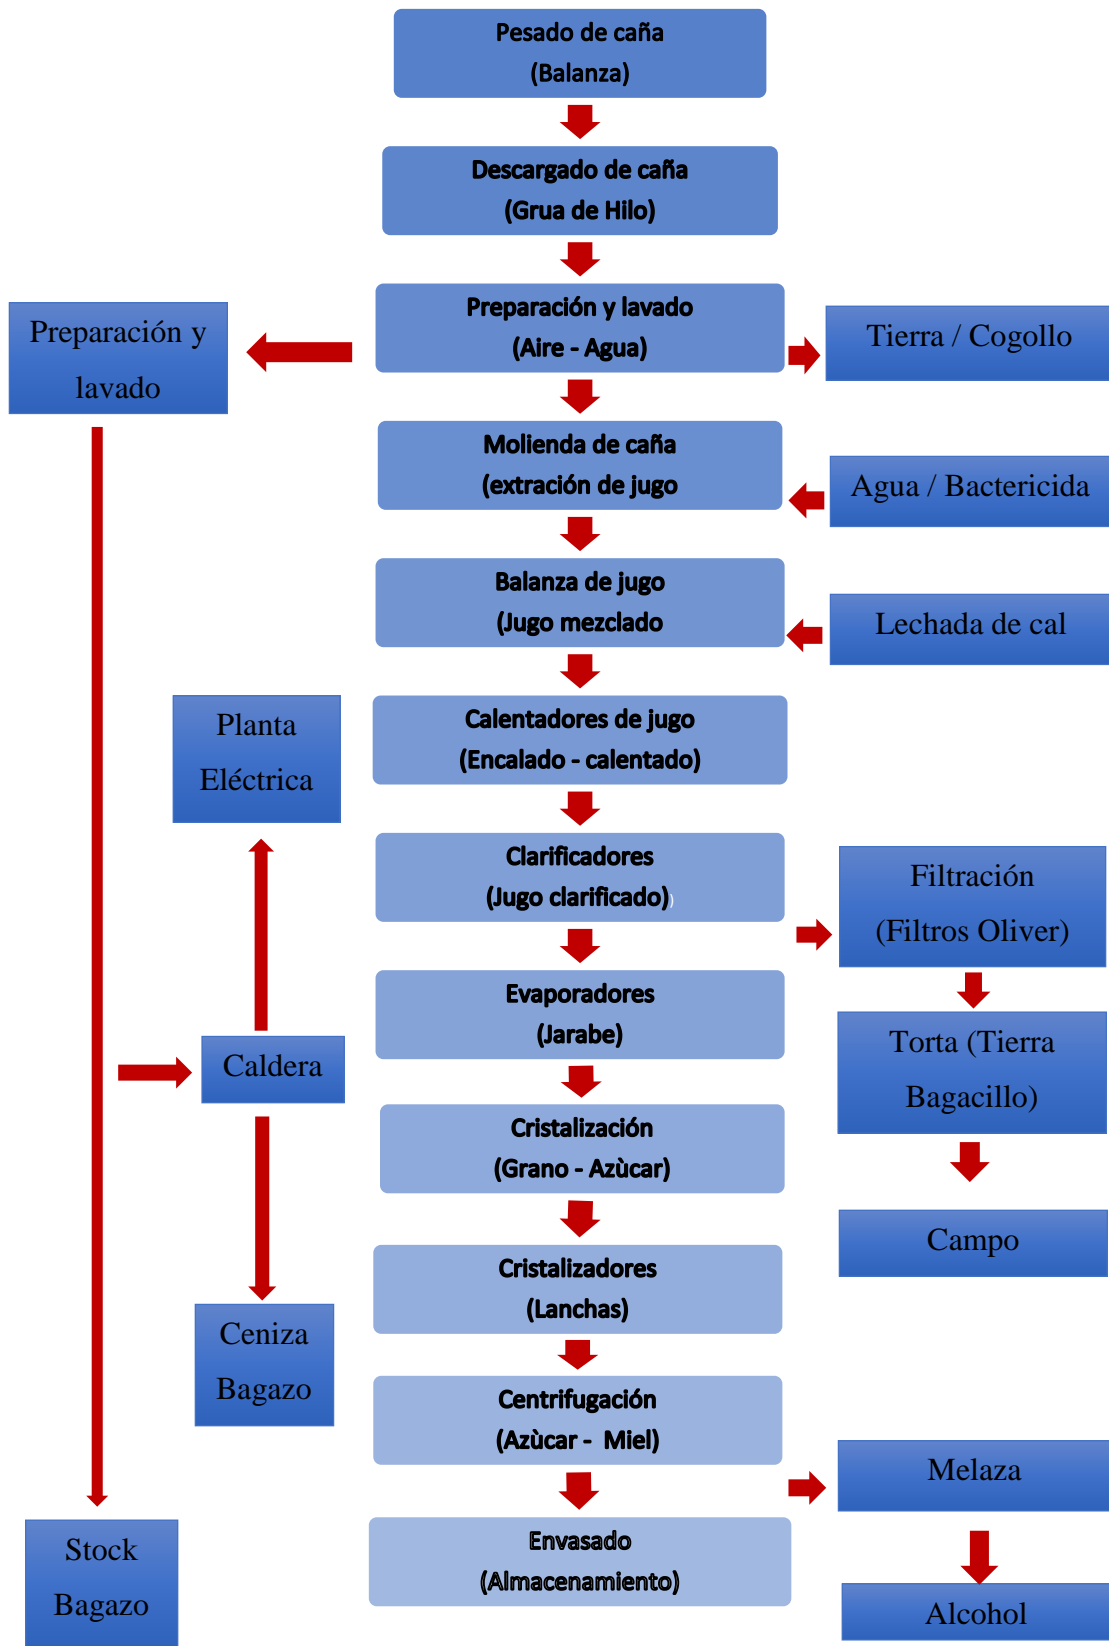 Pesado de caña
(Balanza)
Descargado de caña
(Grua de Hilo)
Preparación y lavado
(Aire - Agua)
Preparación y
lavado
Tierra / Cogollo
Molienda de caña
(extración de jugo
Agua / Bactericida
Balanza de jugo
(Jugo mezclado
Lechada de cal
Calentadores de jugo
(Encalado - calentado)
Planta
Eléctrica
Clarificadores
(Jugo clarificado))
Filtración
(Filtros Oliver)
Evaporadores
(Jarabe)
Torta (Tierra
Bagacillo)
Caldera
Cristalización
(Grano - Azùcar)
Campo
Cristalizadores
(Lanchas)
Ceniza
Bagazo
Centrifugación
(Azùcar -  Miel)
Melaza
Envasado
(Almacenamiento)
Stock
Bagazo
Alcohol